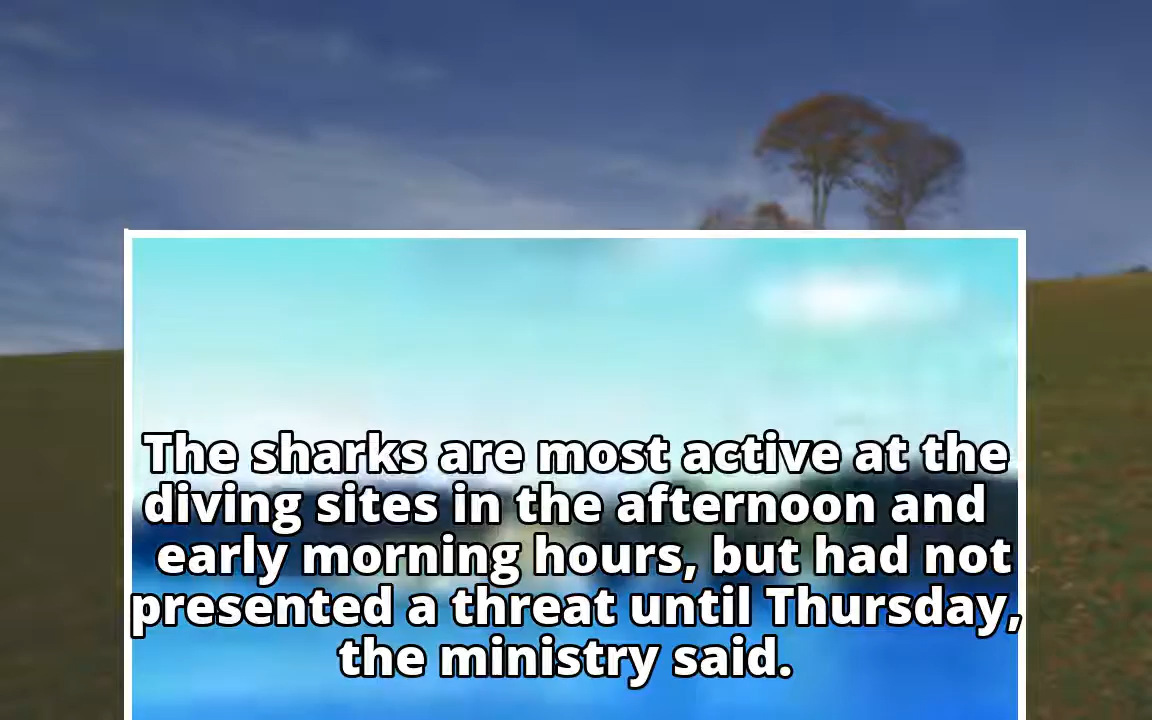 The sharks are most active at the
diving sites in the afternoon and
early morning hours, but had not
presented a threat until Thursday,
the ministry said.